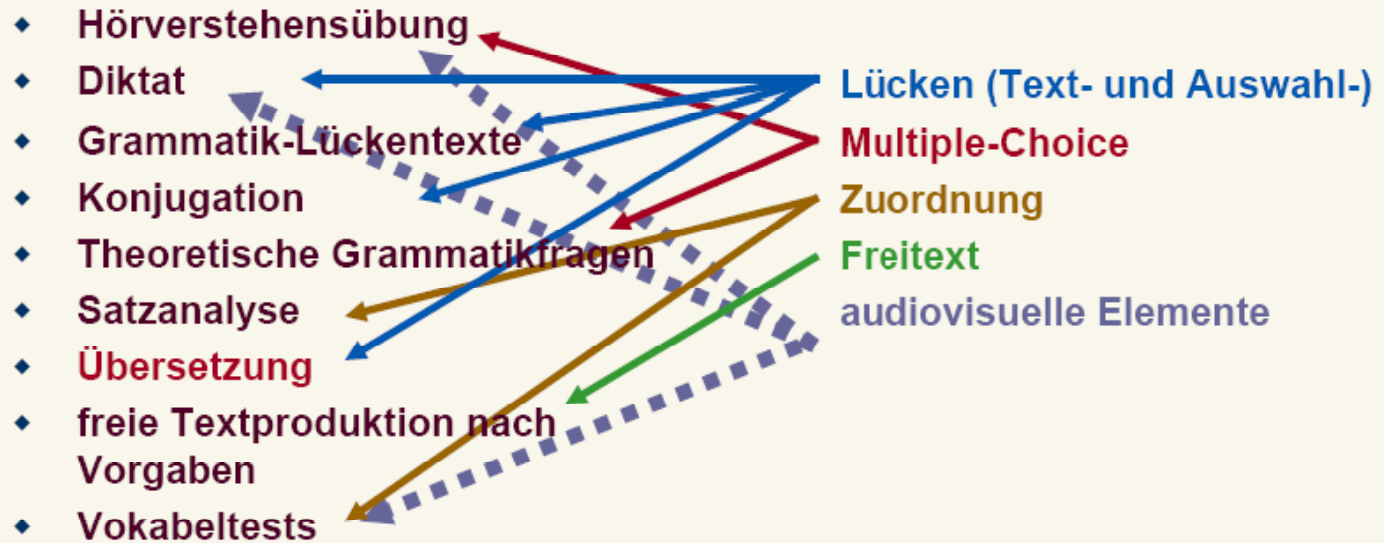 Hörverstehensübung
Diktat
Grammatik-Lückentexte
Konjugation
Theoretische Grammatikfragen
Satzanalyse
Übersetzung
freie Textproduktion nach
Vorgaben
Vokabeltests
Lücken (Text- und Auswahl-)
Multiple-Choice
Zuordnung
Freitext
audiovisuelle Elemente